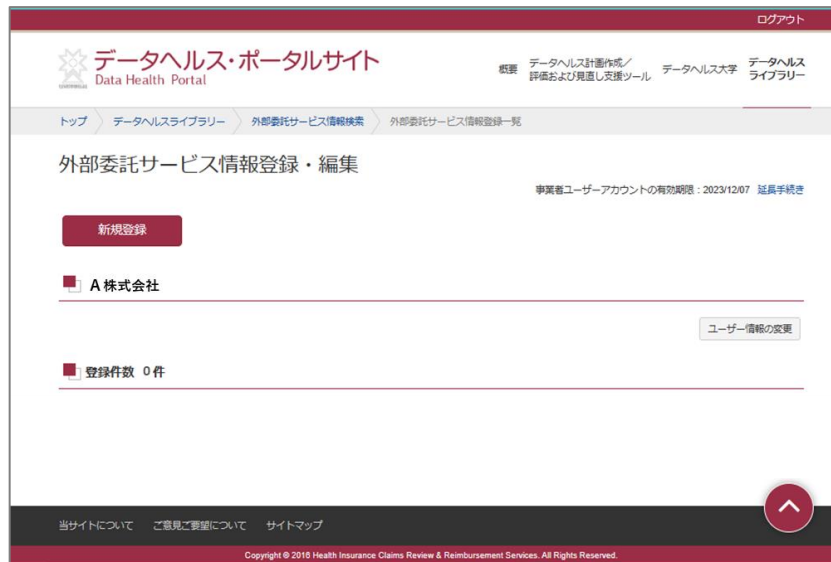 ログアウト
データヘルス・ポータルサイト
Data Health Portal
概要
データヘルス計画作成／
評価および見直し支援ツール
データヘルス大学
データヘルス
ライブラリー
トップ
データヘルスライブラリー
外部委託サービス情報検索
外部委託サービス情報登録一覧
外部委託サービス情報登録・編集
事業者ユーザーアカウントの有効期限：2023/12/07 延長手続き
新規登録
A 株式会社
ユーザー情報の変更
登録件数 0 件
当サイトについて ご意見ご要望について サイトマップ
Copyright © 2016 Health Insurance Claims Review & Reimbursement Services. All Rights Reserved.